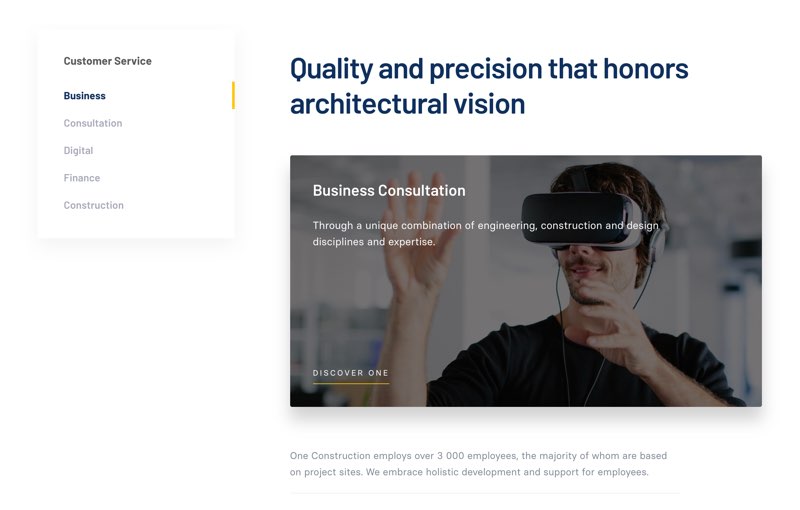 Customer Service
Business
Consultation
Digital
Finance
Construction
Quality and precision that honors
architectural vision
Business Consultation
Through a unique combination of engineering, construction and design
disciplines and expertise.
DISCOVER ONE
One Construction employs over 3 000 employees, the majority of whom are based
on project sites. We embrace holistic development and support for employees.